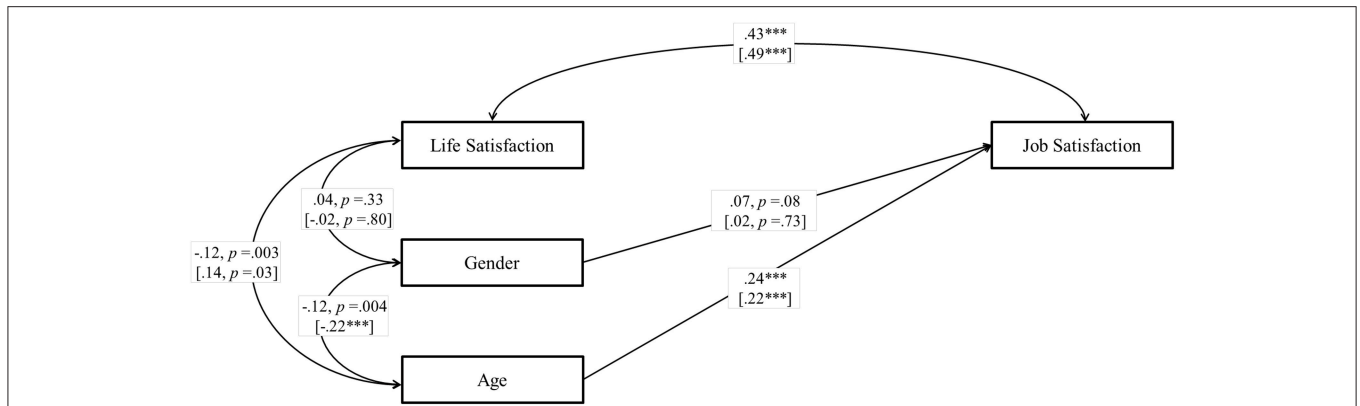 .43***
[.49***]
Life Satisfaction
Job Satisfaction
.04, p =.33
[-.02, p =.80]
.07, p =.08
[.02, p =.73]
-.12, p =.003
[.14, p =.03]
Gender
.24***
[.22***]
-.12, p =.004
[-.22***]
Age